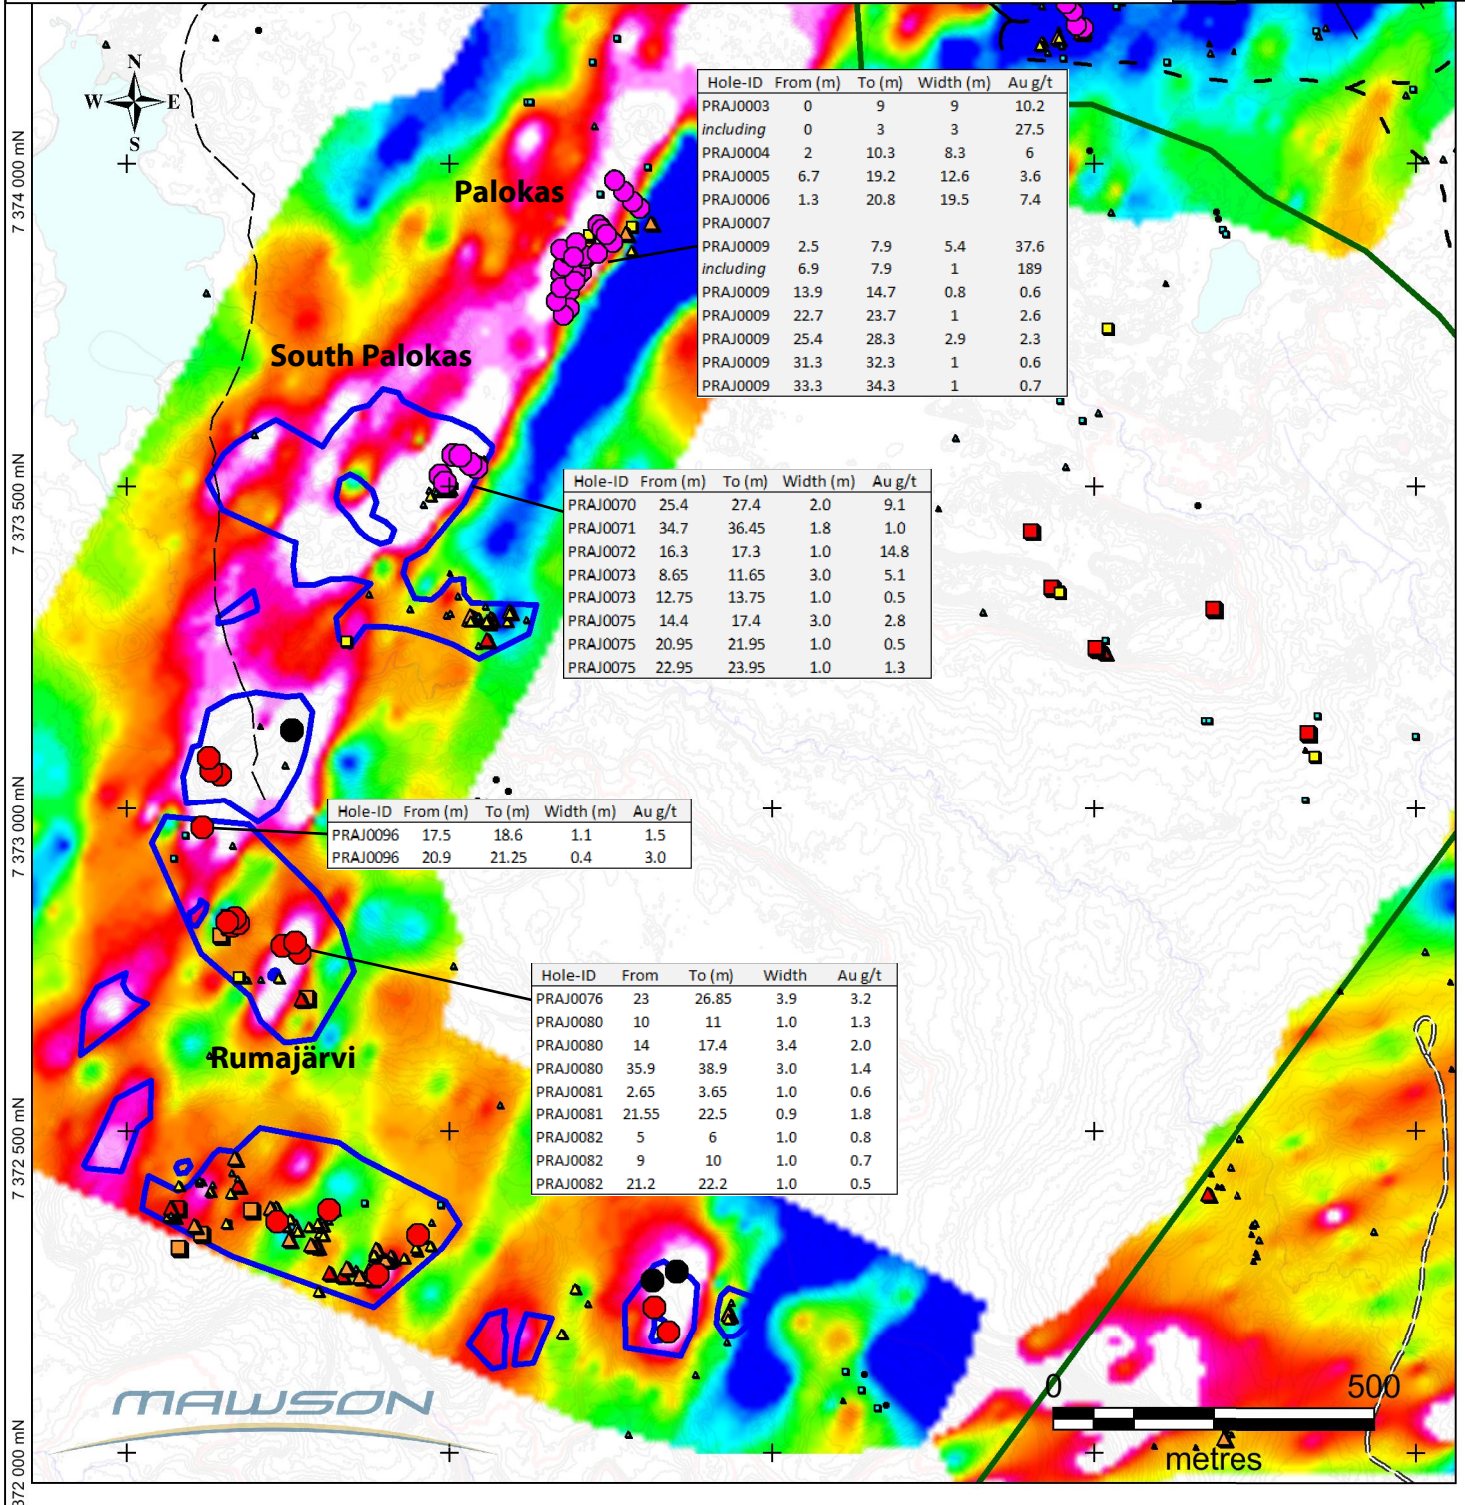 N
W E
S
7 374 000 mN
7 373 500 mN
7 373 000 mN
7 372 500 mN
372 000 mN
Palokas
South Palokas
Rumajärvi
Hole-ID From (m) To (m) Width (m) Au g/t
PRAJ0003 0 9 9 10.2
including 0 3 3 27.5
PRAJ0004 2 10.3 8.3 6
PRAJ0005 6.7 19.2 12.6 3.6
PRAJ0006 1.3 20.8 19.5 7.4
PRAJ0007
PRAJ0009 2.5 7.9 5.4 37.6
including 6.9 7.9 1 189
PRAJ0009 13.9 14.7 0.8 0.6
PRAJ0009 22.7 23.7 1 2.6
PRAJ0009 25.4 28.3 2.9 2.3
PRAJ0009 31.3 32.3 1 0.6
PRAJ0009 33.3 34.3 1 0.7
Hole-ID From (m) To (m) Width (m) Au g/t
PRAJ0070 25.4 27.4 2.0 9.1
PRAJ0071 34.7 36.45 1.8 1.0
PRAJ0072 16.3 17.3 1.0 14.8
PRAJ0073 8.65 11.65 3.0 5.1
PRAJ0073 12.75 13.75 1.0 0.5
PRAJ0075 14.4 17.4 3.0 2.8
PRAJ0075 20.95 21.95 1.0 0.5
PRAJ0075 22.95 23.95 1.0 1.3
Hole-ID From (m) To (m) Width (m) Au g/t
PRAJ0096 17.5 18.6 1.1 1.5
PRAJ0096 20.9 21.25 0.4 3.0
Hole-ID From To (m) Width Au g/t
PRAJ0076 23 26.85 3.9 3.2
PRAJ0080 10 11 1.0 1.3
PRAJ0080 14 17.4 3.4 2.0
PRAJ0080 35.9 38.9 3.0 1.4
PRAJ0081 2.65 3.65 1.0 0.6
PRAJ0081 21.55 22.5 0.9 1.8
PRAJ0082 5 6 1.0 0.8
PRAJ0082 9 10 1.0 0.7
PRAJ0082 21.2 22.2 1.0 0.5
MAWSON
0 500
metres